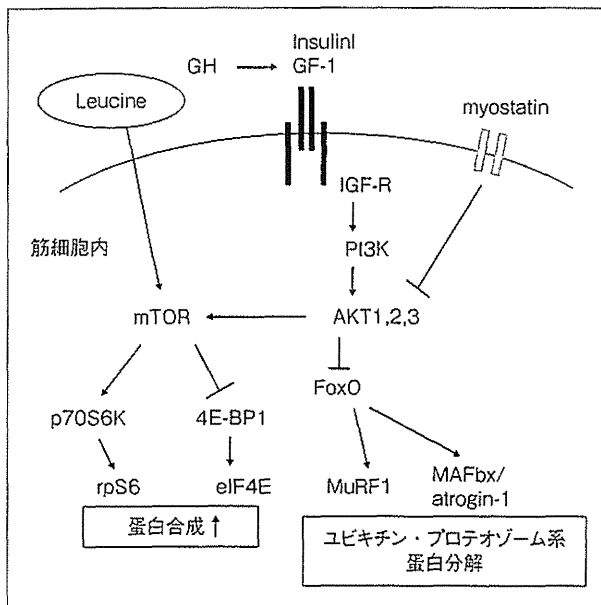 InsulinI
GH
GF-1
Leucine
myostatin
IGF-R
筋細胞内
PI3K
mTOR
AKT1,2,3
FoxO
p70S6K
4E-BP1
rpS6
eIF4E
MuRF1
MAFbx/
atrogin-1
蛋白合成↑
ユビキチン・プロテオゾーム系
蛋白分解